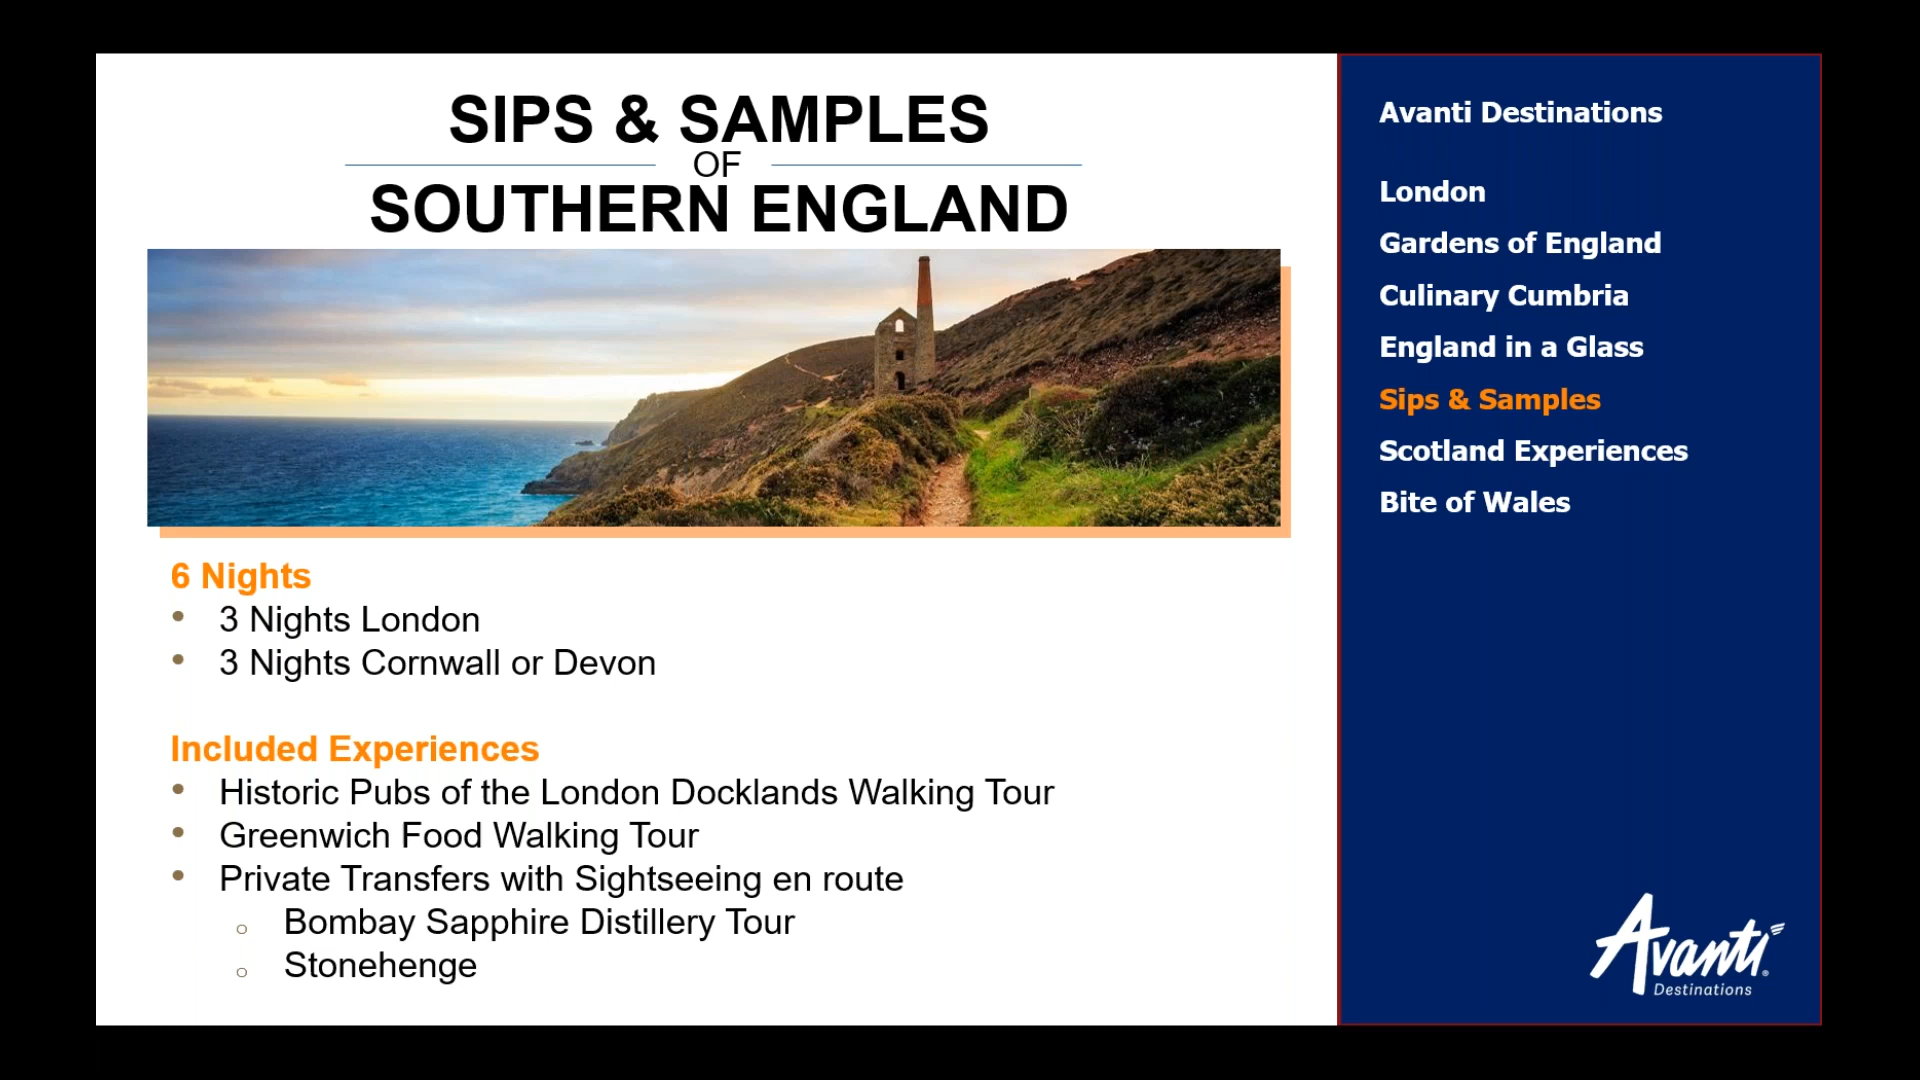 SIPS & SAMPLES
OF
SOUTHERN ENGLAND
6 Nights
• 3 Nights London
• 3 Nights Cornwall or Devon
Included Experiences
• Historic Pubs of the London Docklands Walking Tour
• Greenwich Food Walking Tour
• Private Transfers with Sightseeing en route
o Bombay Sapphire Distillery Tour
o Stonehenge
Avanti Destinations
London
Gardens of England
Culinary Cumbria
England in a Glass
Sips & Samples
Scotland Experiences
Bite of Wales
Avanti®
Destinations